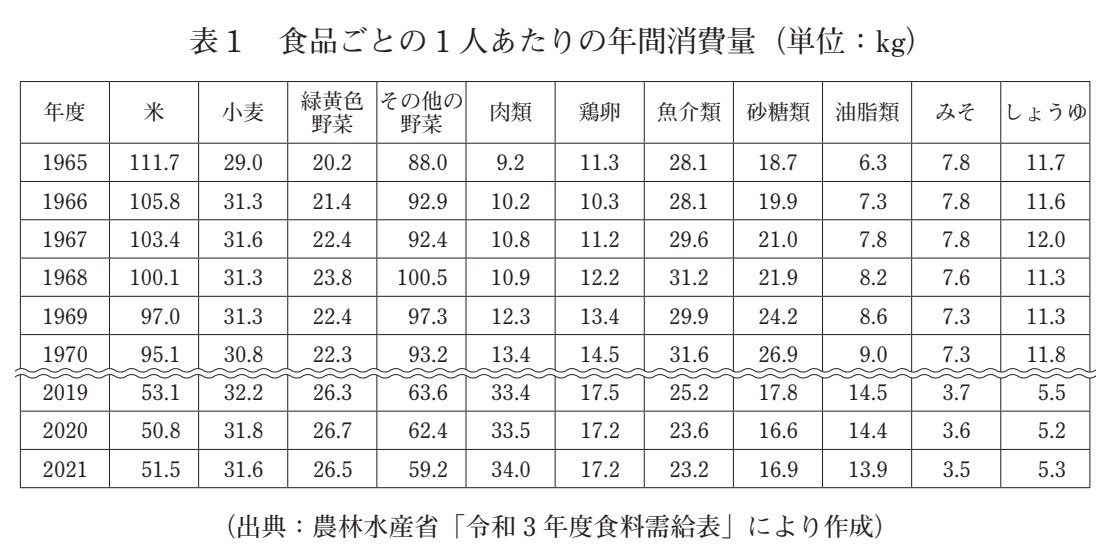 表1　食品ごとの1人あたりの年間消費量（単位：kg）
年度 米 小麦 緑黄色野菜 その他の野菜 肉類 鶏卵 魚介類 砂糖類 油脂類 みそ しょうゆ
1965 111.7 29.0 20.2 88.0 9.2 11.3 28.1 18.7 6.3 7.8 11.7
1966 105.8 31.3 21.4 92.9 10.2 10.3 28.1 19.9 7.3 7.8 11.6
1967 103.4 31.6 22.4 92.4 10.8 11.2 29.6 21.0 7.8 7.8 12.0
1968 100.1 31.3 23.8 100.5 10.9 12.2 31.2 21.9 8.2 7.6 11.3
1969 97.0 31.3 22.4 97.3 12.3 13.4 29.9 24.2 8.6 7.3 11.3
1970 95.1 30.8 22.3 93.2 13.4 14.5 31.6 26.9 9.0 7.3 11.8
2019 53.1 32.2 26.3 63.6 33.4 17.5 25.2 17.8 14.5 3.7 5.5
2020 50.8 31.8 26.7 62.4 33.5 17.2 23.6 16.6 14.4 3.6 5.2
2021 51.5 31.6 26.5 59.2 34.0 17.2 23.2 16.9 13.9 3.5 5.3
（出典：農林水産省「令和3年度食料需給表」により作成）